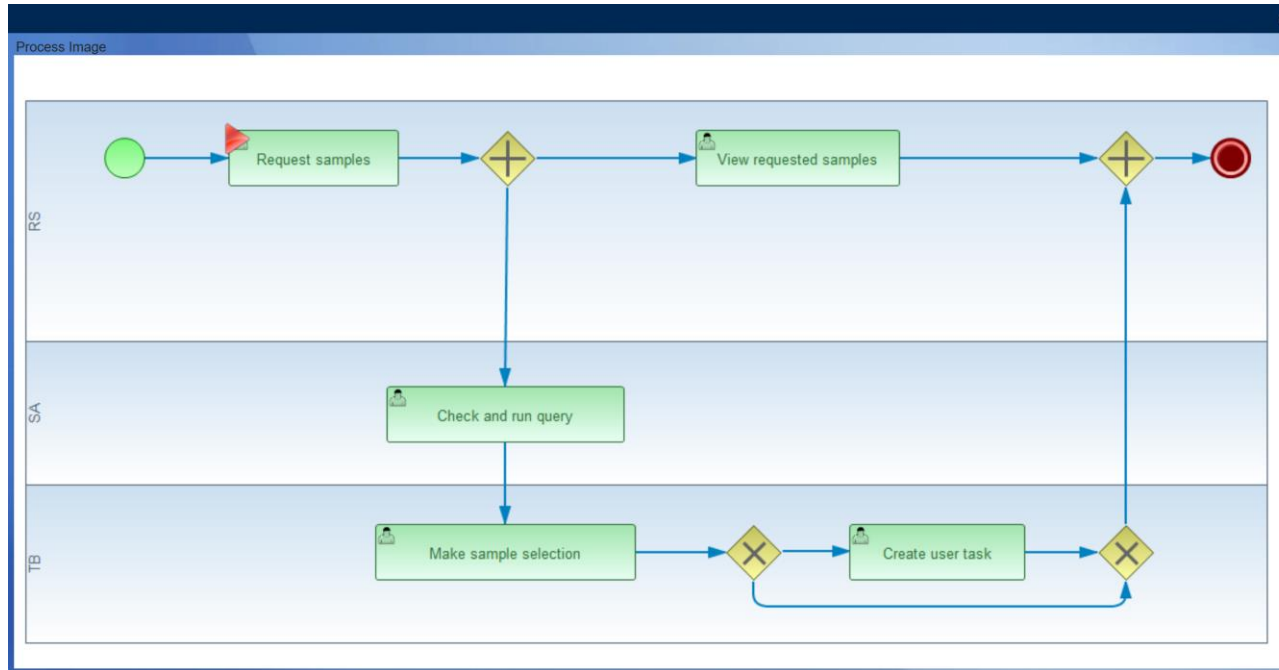 Process Image
RS
Request samples
View requested samples
SA
Check and run query
TB
Make sample selection
Create user task